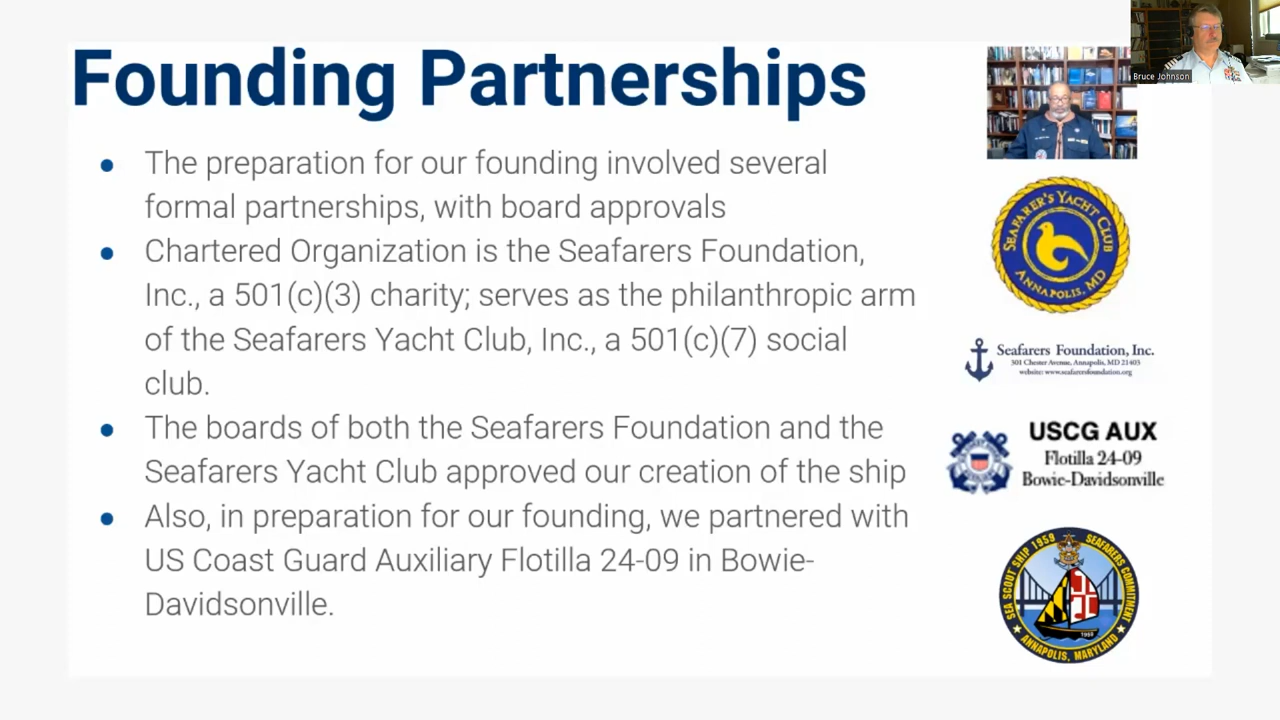 Founding Partnerships
Bruce Johnson
The preparation for our founding involved several
formal partnerships, with board approvals
Chartered Organization is the Seafarers Foundation,
Inc., a 501(c)(3) charity; serves as the philanthropic arm
of the Seafarers Yacht Club, Inc., a 501(c)(7) social
club.
The boards of both the Seafarers Foundation and the
Seafarers Yacht Club approved our creation of the ship
Also, in preparation for our founding, we partnered with
US Coast Guard Auxiliary Flotilla 24-09 in Bowie-
Davidsonville.
SEAFARER'S YACHT CLUB
ANNAPOLIS, MD
Seafarers Foundation, Inc.
301 Chester Avenue, Annapolis, MD 21403
website: www.seafarersfoundation.org
USCG AUX
Flotilla 24-09
Bowie-Davidsonville
SEA SCOUT SHIP 1959
SEAFARERS COMMITMENT
1959
ANNAPOLIS, MARYLAND